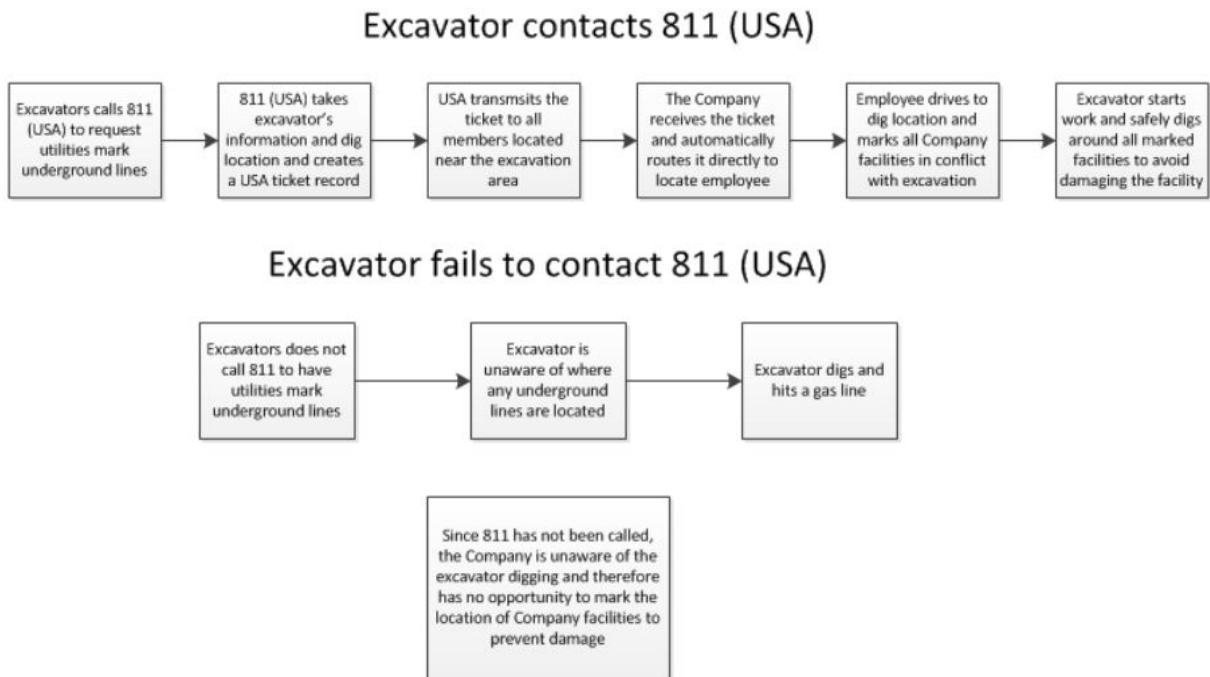 Excavator contacts 811 (USA)
Excavators calls 811
(USA) to request
utilities mark
underground lines
811 (USA) takes
excavator's
information and dig
location and creates
a USA ticket record
USA transmsits the
ticket to all
members located
near the excavation
area
The Company
receives the ticket
and automatically
routes it directly to
locate employee
Employee drives to
dig location and
marks all Company
facilities in conflict
with excavation
Excavator starts
work and safely digs
around all marked
facilities to avoid
damaging the facility
Excavator fails to contact 811 (USA)
Excavators does not
call 811 to have
utilities mark
underground lines
Excavator is
unaware of where
any underground
lines are located
Excavator digs and
hits a gas line
Since 811 has not been called,
the Company is unaware of the
excavator digging and therefore
has no opportunity to mark the
location of Company facilities to
prevent damage